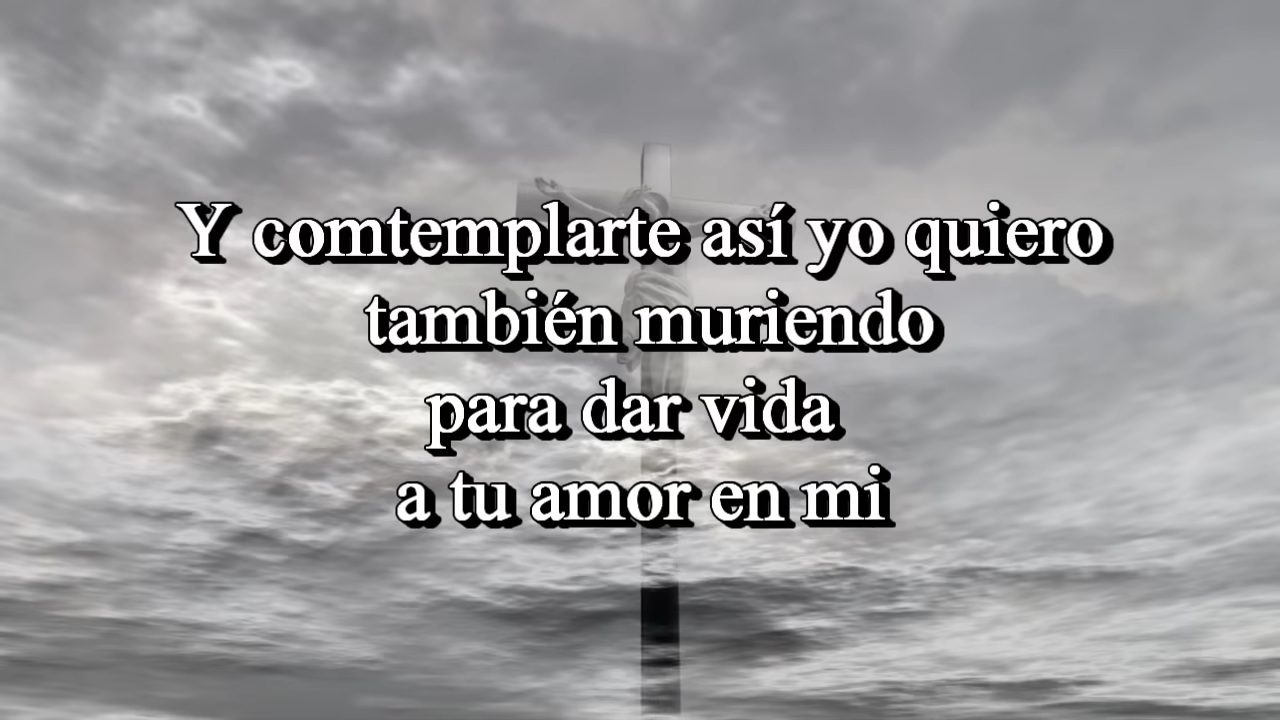 Y comtemplarte así yo quiero
también muriendo
para dar vida
a tu amor en mi